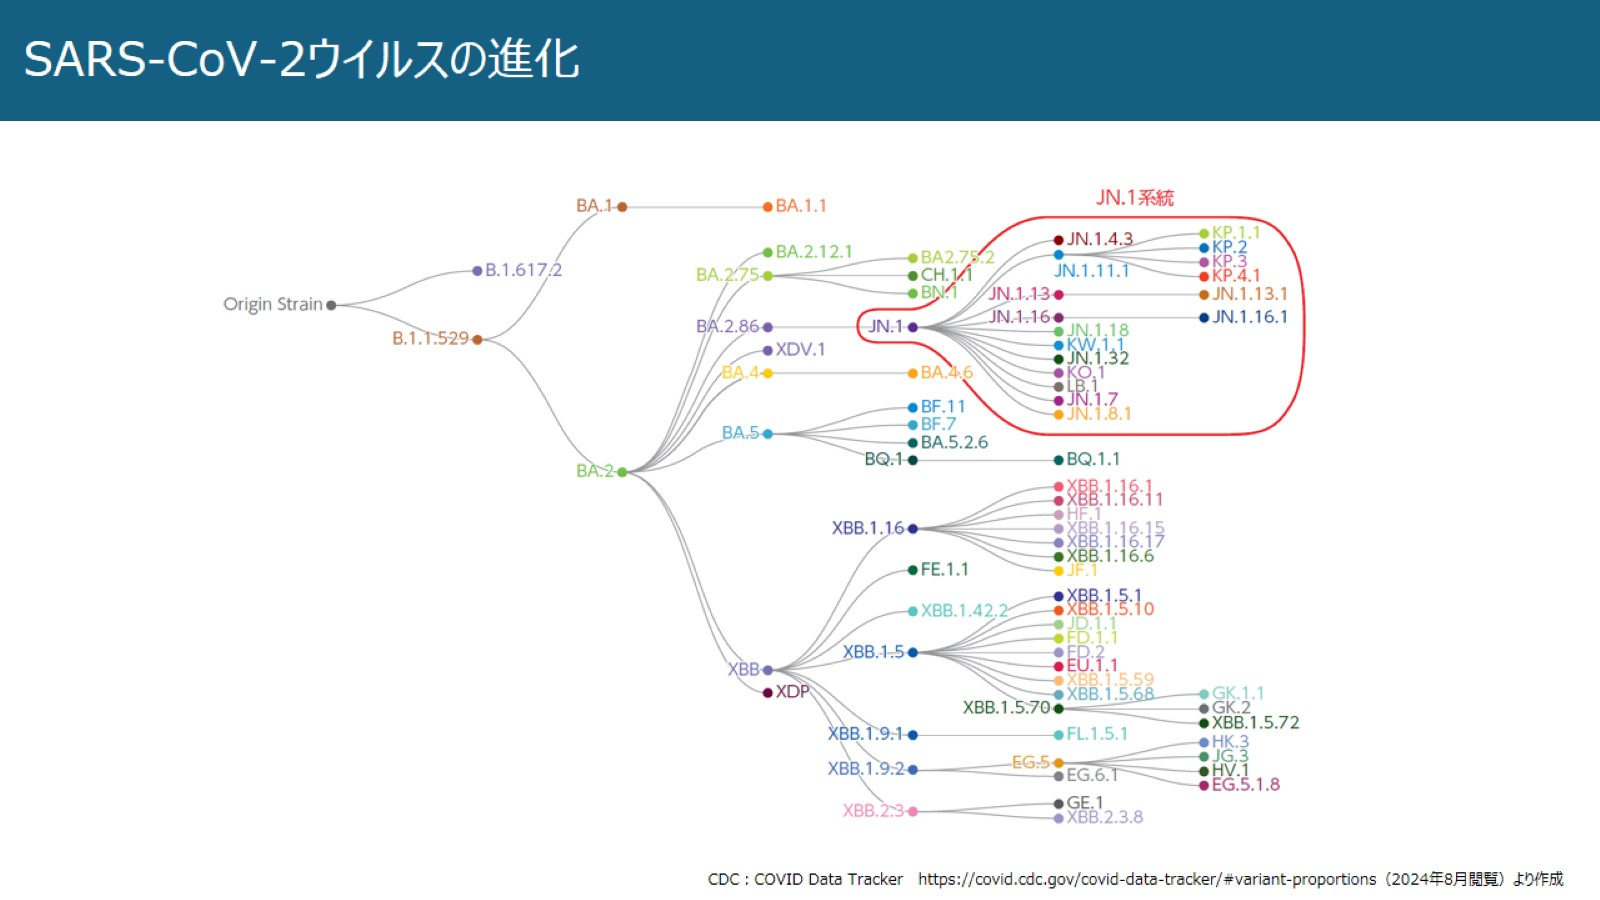 SARS-CoV-2ウイルスの進化
JN.1系統
Origin Strain
B.1.617.2
B.1.1.529
BA.1
BA.1.1
BA.2
BA.2.12.1
BA.2.75
BA2.75.2
CH.1.1
BN.1
BA.2.86
JN.1
JN.1.4.3
JN.1.11.1
KP.1.1
KP.2
KP.3
KP.4.1
JN.1.13
JN.1.13.1
JN.1.16
JN.1.16.1
JN.1.18
KW.1.1
JN.1.32
KO.1
LB.1
JN.1.7
JN.1.8.1
XDV.1
BA.4
BA.4.6
BA.5
BF.11
BF.7
BA.5.2.6
BQ.1
BQ.1.1
XBB
XBB.1.16
XBB.1.16.1
XBB.1.16.11
HF.1
XBB.1.16.15
XBB.1.16.17
XBB.1.16.6
JF.1
FE.1.1
XBB.1.42.2
XBB.1.5
XBB.1.5.1
XBB.1.5.10
JD.1.1
FD.1.1
FD.2
EU.1.1
XBB.1.5.59
XBB.1.5.68
XBB.1.5.70
GK.1.1
GK.2
XBB.1.5.72
XDP
XBB.1.9.1
FL.1.5.1
XBB.1.9.2
EG.5
HK.3
JG.3
HV.1
EG.5.1.8
EG.6.1
XBB.2.3
GE.1
XBB.2.3.8
CDC：COVID Data Tracker　https://covid.cdc.gov/covid-data-tracker/#variant-proportions（2024年8月閲覧）より作成